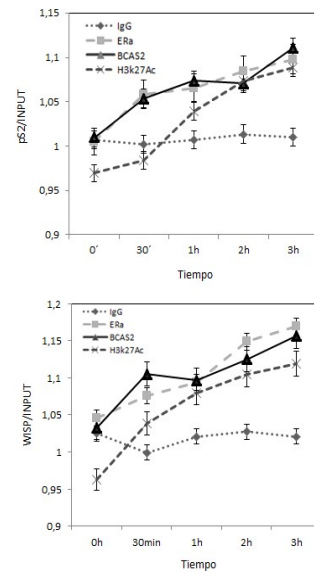 1,15
1,1
1,05
1
0,95
0,9
pS2/INPUT
IgG
ERa
BCAS2
H3k27Ac
0´ 30´ 1h 2h 3h
Tiempo
1,2
1,15
1,1
1,05
1
0,95
0,9
WISP/INPUT
IgG
ERa
BCAS2
H3k27Ac
0h 30min 1h 2h 3h
Tiempo